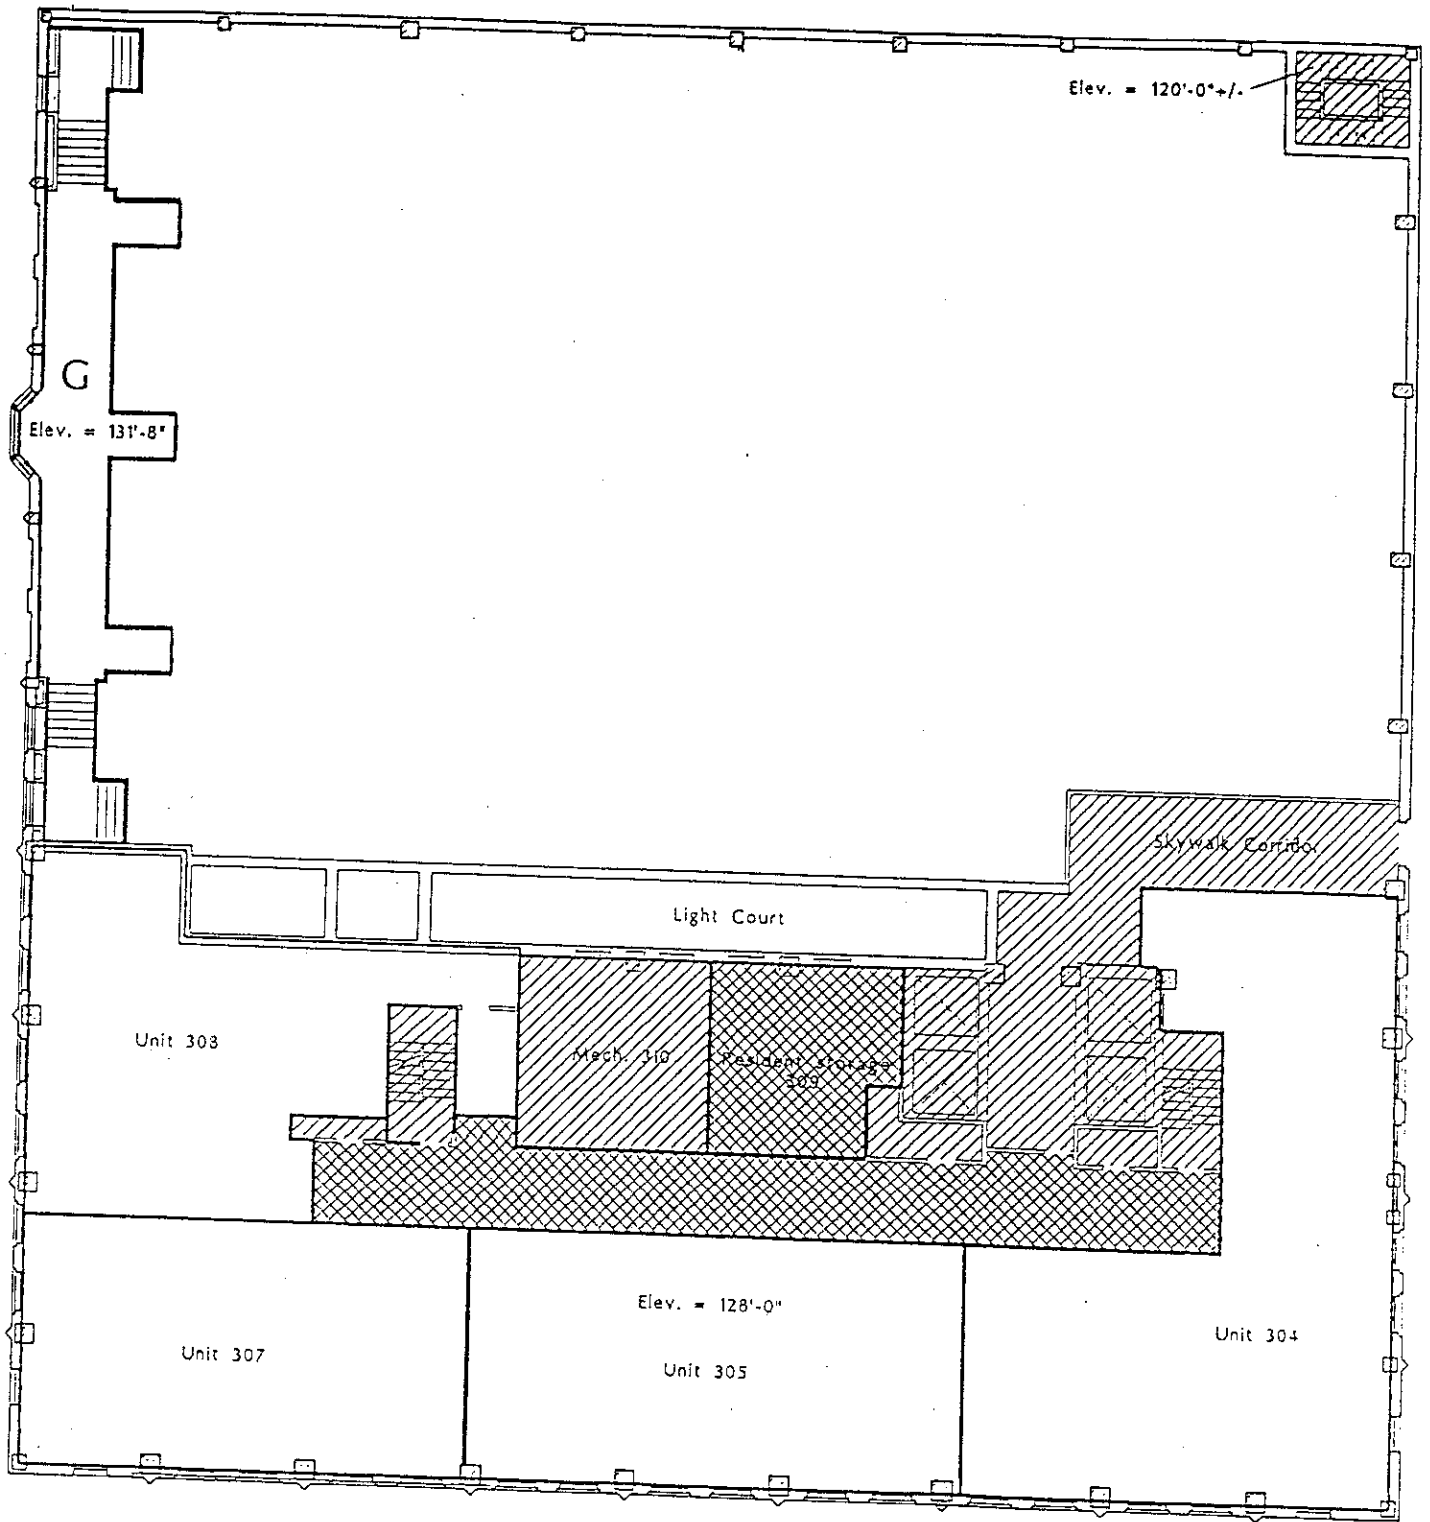 Elev. = 120'-0"+/-
G
Elev. = 131'-8"
Skywalk Corridor
Light Court
Unit 308
Mech. 310
Resident storage
309
Elev. = 128'-0"
Unit 304
Unit 307
Unit 305